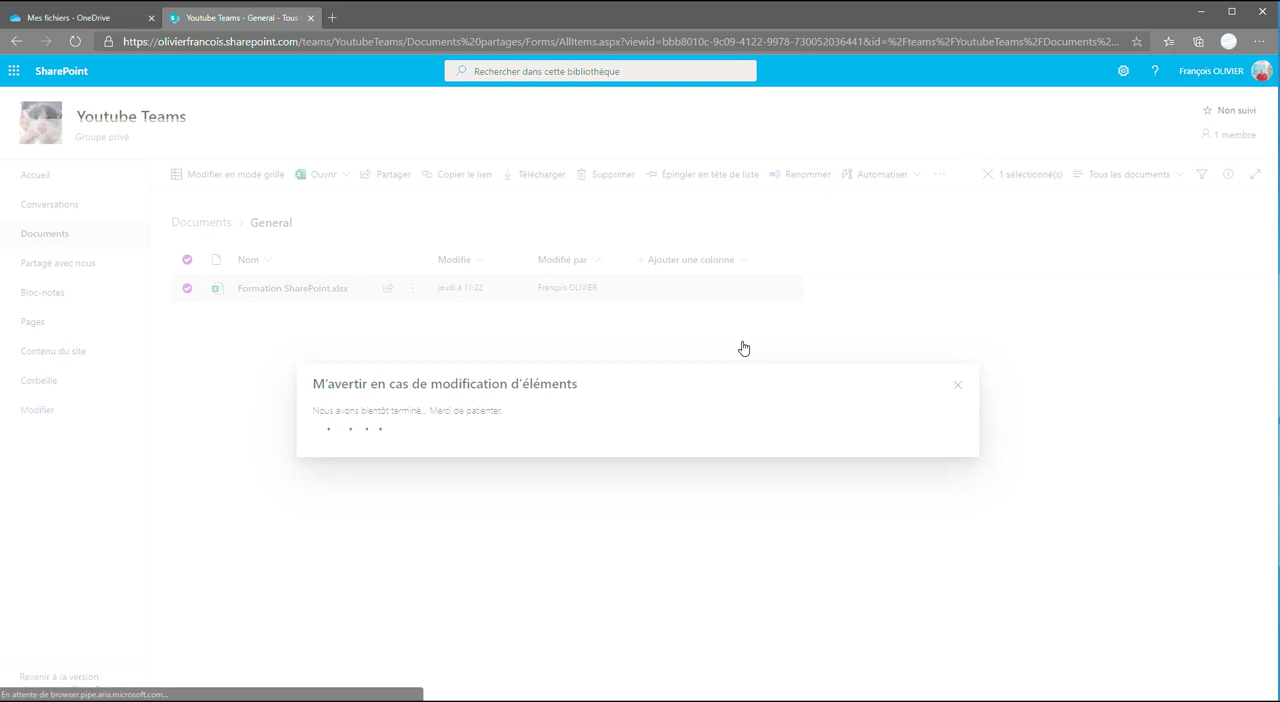 Mes fichiers - OneDrive
Youtube Teams - General - Tous
https://olivierfrancois.sharepoint.com/teams/YoutubeTeams/Documents%20partages/Forms/AllItems.aspx?viewid=bbb8010c-9c09-4122-9978-730052036441&id=%2Fteams%2FYoutubeTeams%2FDocuments%2...
SharePoint
Rechercher dans cette bibliothèque
François OLIVIER
Youtube Teams
Groupe privé
Non suivi
1 membre
Accueil
Conversations
Documents
Partagé avec nous
Bloc-notes
Pages
Contenu du site
Corbeille
Modifier
Modifier en mode grille
Ouvrir
Partager
Copier le lien
Télécharger
Supprimer
Épingler en tête de liste
Renommer
Automatiser
1 sélectionné(s)
Tous les documents
Documents > General
Nom
Modifié
Modifié par
+ Ajouter une colonne
Formation SharePoint.xlsx
jeudi à 11:22
François OLIVIER
M'avertir en cas de modification d'éléments
Nous avons bientôt terminé... Merci de patienter.
Revenir à la version
En attente de browser.pipe.aria.microsoft.com...